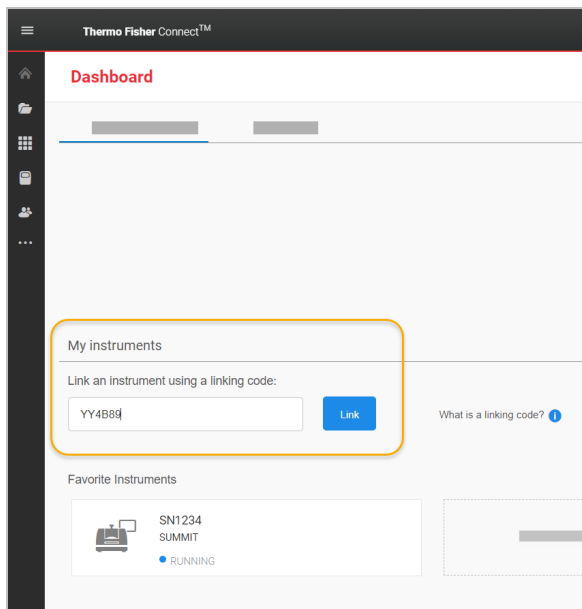 Thermo Fisher Connect™
Dashboard
My instruments
Link an instrument using a linking code:
YY4B89
Link
What is a linking code?
Favorite Instruments
SN1234
SUMMIT
RUNNING